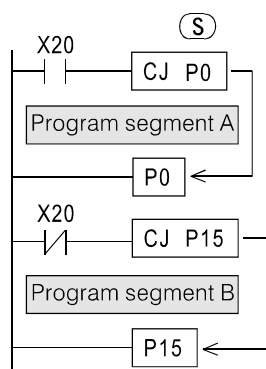 S
X20
CJ P0
Program segment A
P0
X20
CJ P15
Program segment B
P15